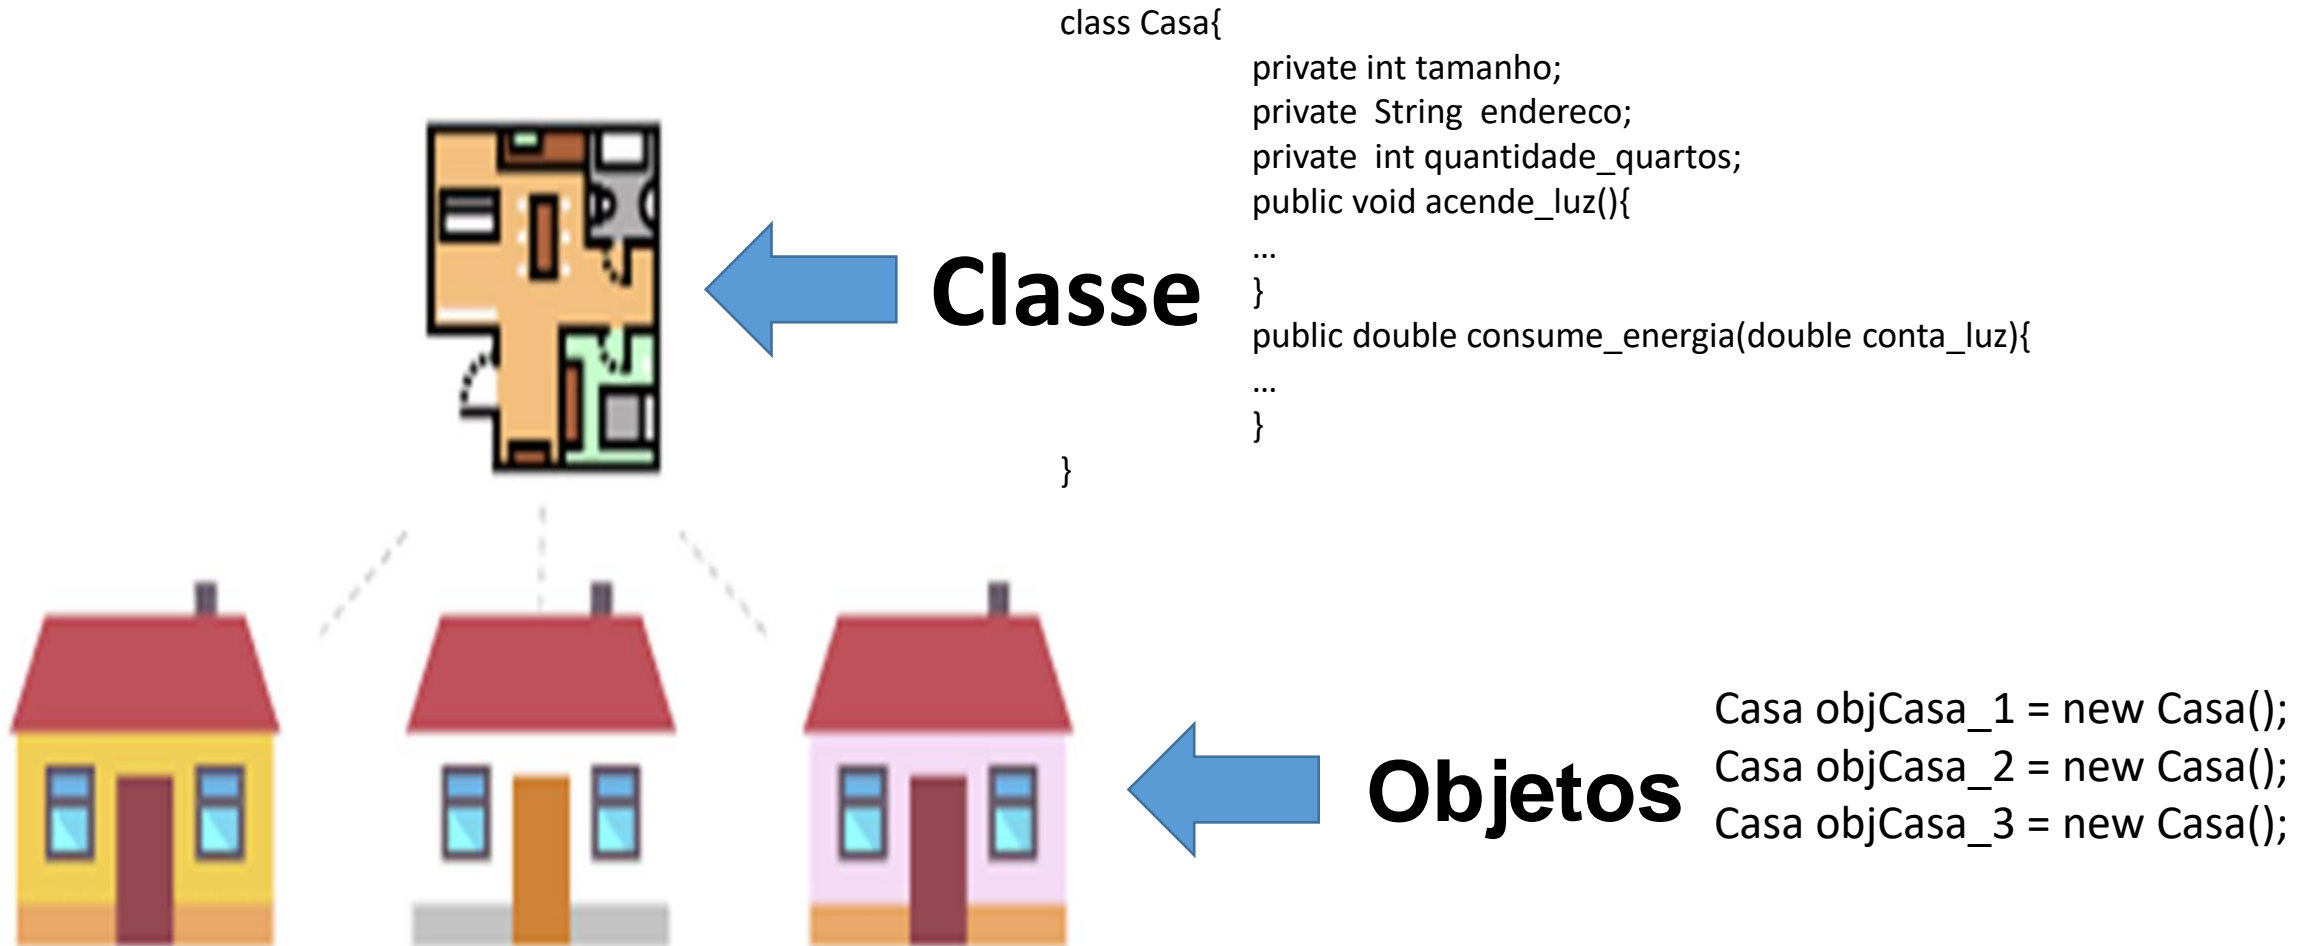 class Casa{
private int tamanho;
private  String  endereco;
private  int quantidade_quartos;
public void acende_luz(){
...
}
public double consume_energia(double conta_luz){
...
}
}
Classe
Objetos
Casa objCasa_1 = new Casa();
Casa objCasa_2 = new Casa();
Casa objCasa_3 = new Casa();